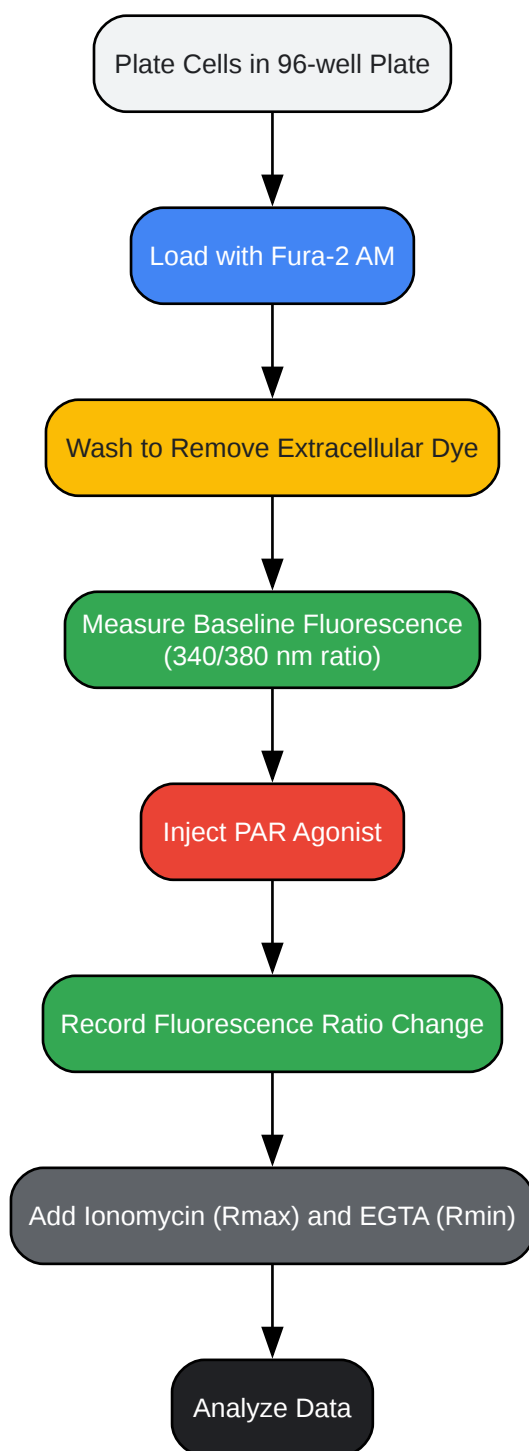 Plate Cells in 96-well Plate
Load with Fura-2 AM
Wash to Remove Extracellular Dye
Measure Baseline Fluorescence
(340/380 nm ratio)
Inject PAR Agonist
Record Fluorescence Ratio Change
Add Ionomycin (Rmax) and EGTA (Rmin)
Analyze Data